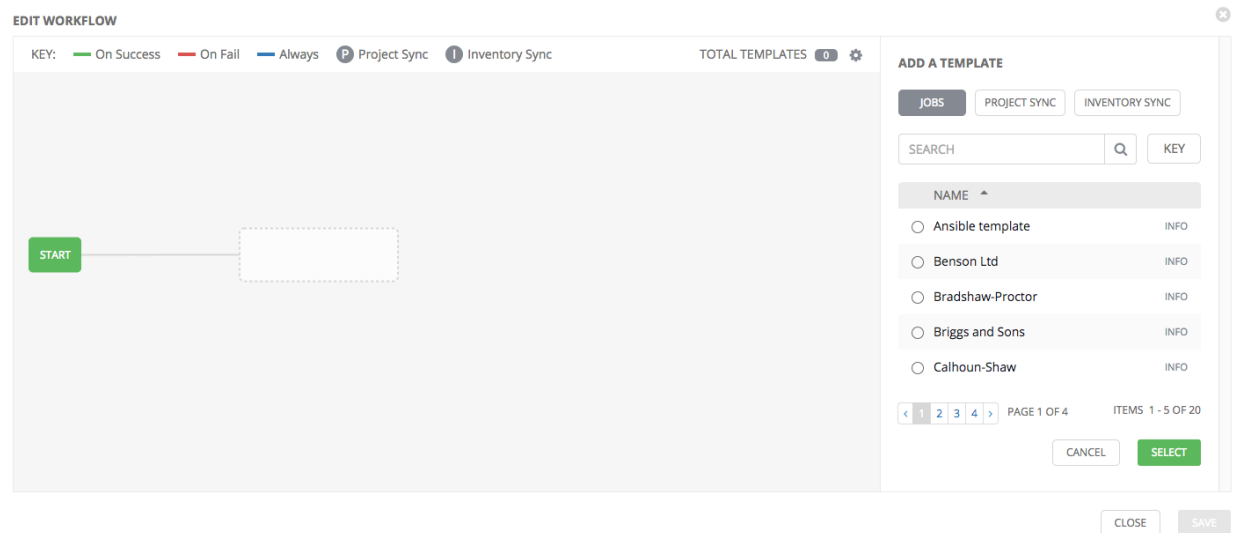 EDIT WORKFLOW
KEY: On Success On Fail Always P Project Sync I Inventory Sync TOTAL TEMPLATES 0
START
ADD A TEMPLATE
JOBS PROJECT SYNC INVENTORY SYNC
SEARCH KEY
NAME
Ansible template INFO
Benson Ltd INFO
Bradshaw-Proctor INFO
Briggs and Sons INFO
Calhoun-Shaw INFO
< 1 2 3 4 > PAGE 1 OF 4 ITEMS 1 - 5 OF 20
CANCEL SELECT
CLOSE SAVE